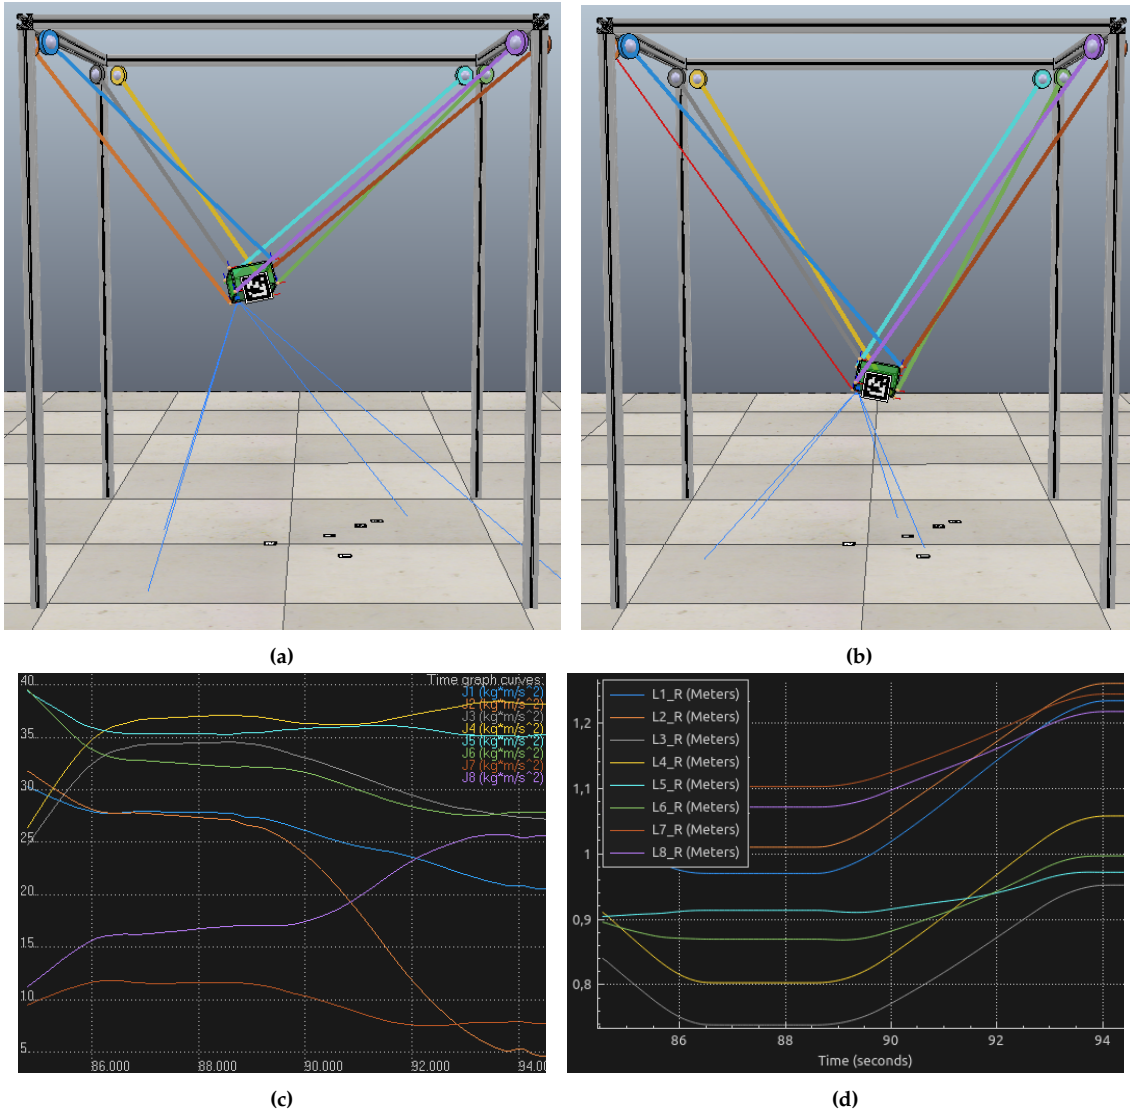 (a)
(b)
Time graph curves:
J1 (kg*m/s^2)
J2 (kg*m/s^2)
J3 (kg*m/s^2)
J4 (kg*m/s^2)
J5 (kg*m/s^2)
J6 (kg*m/s^2)
J7 (kg*m/s^2)
J8 (kg*m/s^2)
40
35
30
25
20
15
10
5
86.000
88.000
90.000
92.000
94.000
(c)
L1_R (Meters)
L2_R (Meters)
L3_R (Meters)
L4_R (Meters)
L5_R (Meters)
L6_R (Meters)
L7_R (Meters)
L8_R (Meters)
1,2
1,1
1
0,9
0,8
86
88
90
92
94
Time (seconds)
(d)